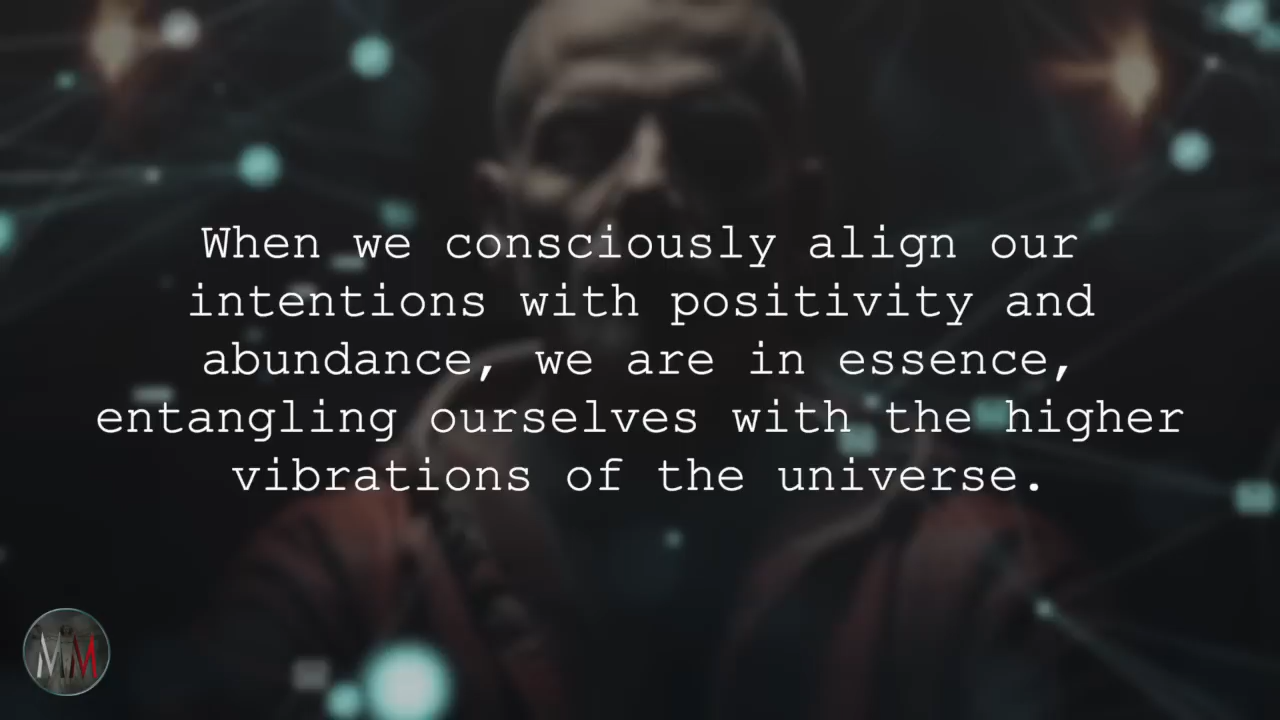 When we consciously align our
intentions with positivity and
abundance, we are in essence,
entangling ourselves with the higher
vibrations of the universe.
MM